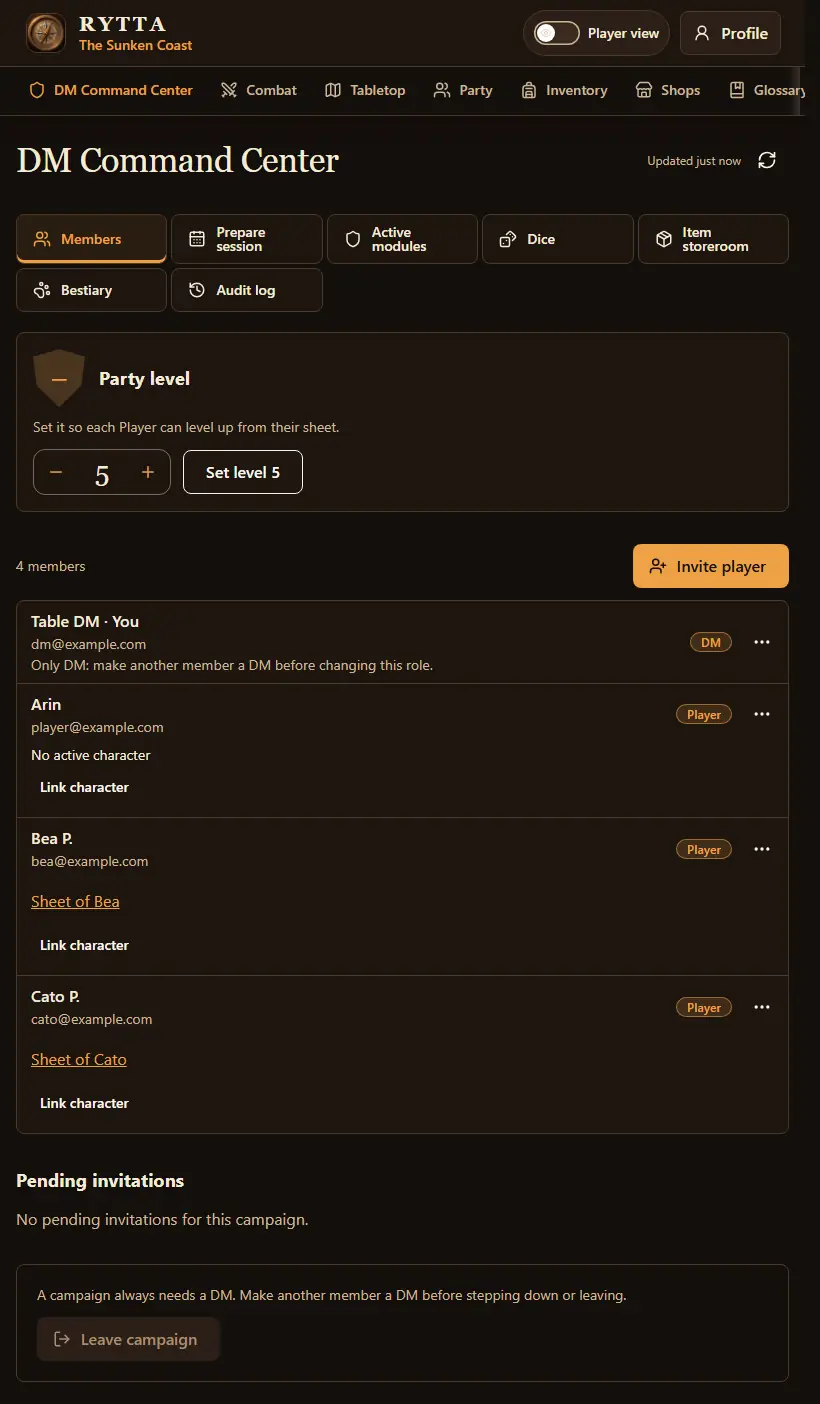 RYTTA
The Sunken Coast
Player view
Profile
DM Command Center
Combat
Tabletop
Party
Inventory
Shops
Glossary
DM Command Center
Updated just now
Members
Prepare
session
Active
modules
Dice
Item
storeroom
Bestiary
Audit log
–
Party level
Set it so each Player can level up from their sheet.
− 5 +
Set level 5
4 members
Invite player
Table DM · You
dm@example.com
Only DM: make another member a DM before changing this role.
DM
Arin
player@example.com
No active character
Link character
Player
Bea P.
bea@example.com
Sheet of Bea
Link character
Player
Cato P.
cato@example.com
Sheet of Cato
Link character
Player
Pending invitations
No pending invitations for this campaign.
A campaign always needs a DM. Make another member a DM before stepping down or leaving.
Leave campaign